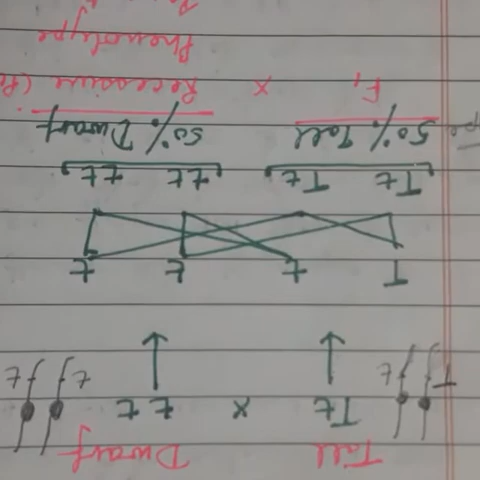 Tall Dwarf
Tt x tt
T t t t
T t t t
Tt Tt tt tt
50% Tall 50% Dwarf
F₁ x Recessive
Phenotype